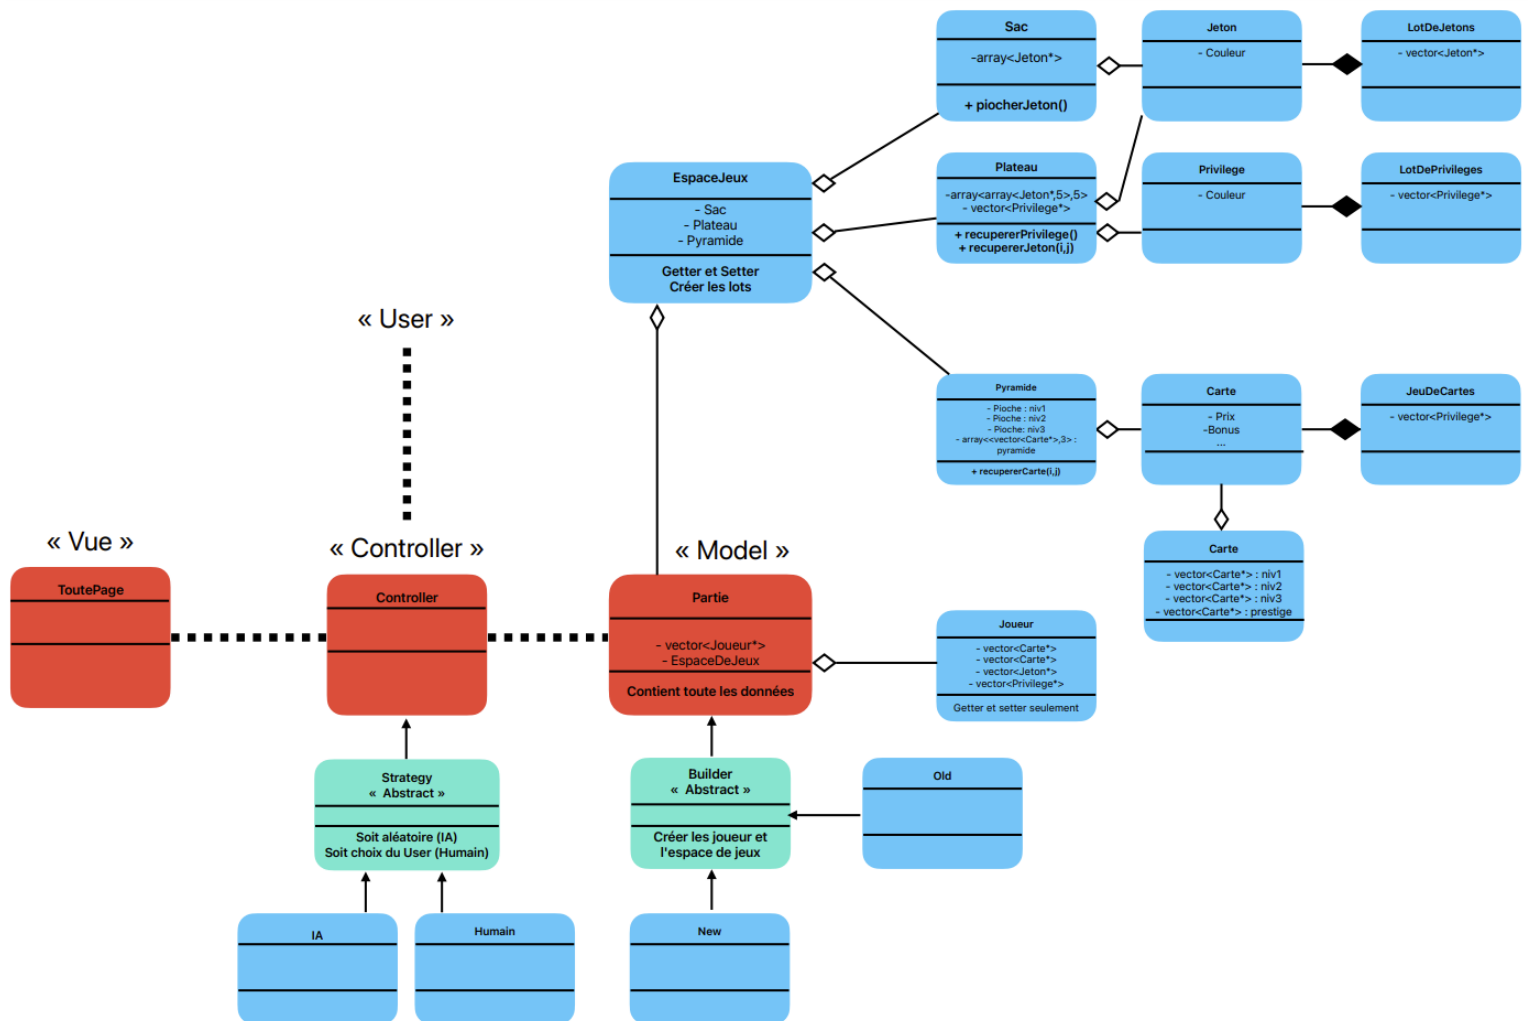 Sac
-array<Jeton*>
+ piocherJeton()
Jeton
- Couleur
LotDeJetons
- vector<Jeton*>
EspaceJeux
- Sac
- Plateau
- Pyramide
Getter et Setter
Créer les lots
Plateau
-array<array<Jeton*,5>,5>
- vector<Privilege*>
+ recupererPrivilege()
+ recupererJeton(i,j)
Privilege
- Couleur
LotDePrivileges
- vector<Privilege*>
« User »
Pyramide
- Pioche : niv1
- Pioche : niv2
- Pioche: niv3
- array<<vector<Carte*>,3> :
pyramide
+ recupererCarte(i,j)
Carte
- Prix
-Bonus
...
JeuDeCartes
- vector<Privilege*>
« Vue »
« Controller »
« Model »
Carte
- vector<Carte*> : niv1
- vector<Carte*> : niv2
- vector<Carte*> : niv3
- vector<Carte*> : prestige
ToutePage
Controller
Partie
- vector<Joueur*>
- EspaceDeJeux
Contient toute les données
Joueur
- vector<Carte*>
- vector<Carte*>
- vector<Jeton*>
- vector<Privilege*>
Getter et setter seulement
Strategy
« Abstract »
Soit aléatoire (IA)
Soit choix du User (Humain)
Builder
« Abstract »
Créer les joueur et
l'espace de jeux
Old
IA
Humain
New